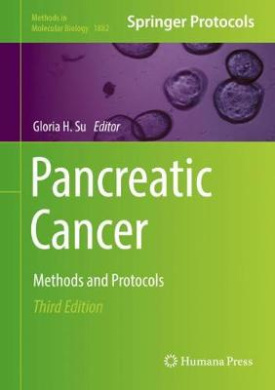 Methods in
Molecular Biology 1882
Springer Protocols
Gloria H. Su Editor
Pancreatic
Cancer
Methods and Protocols
Third Edition
Humana Press